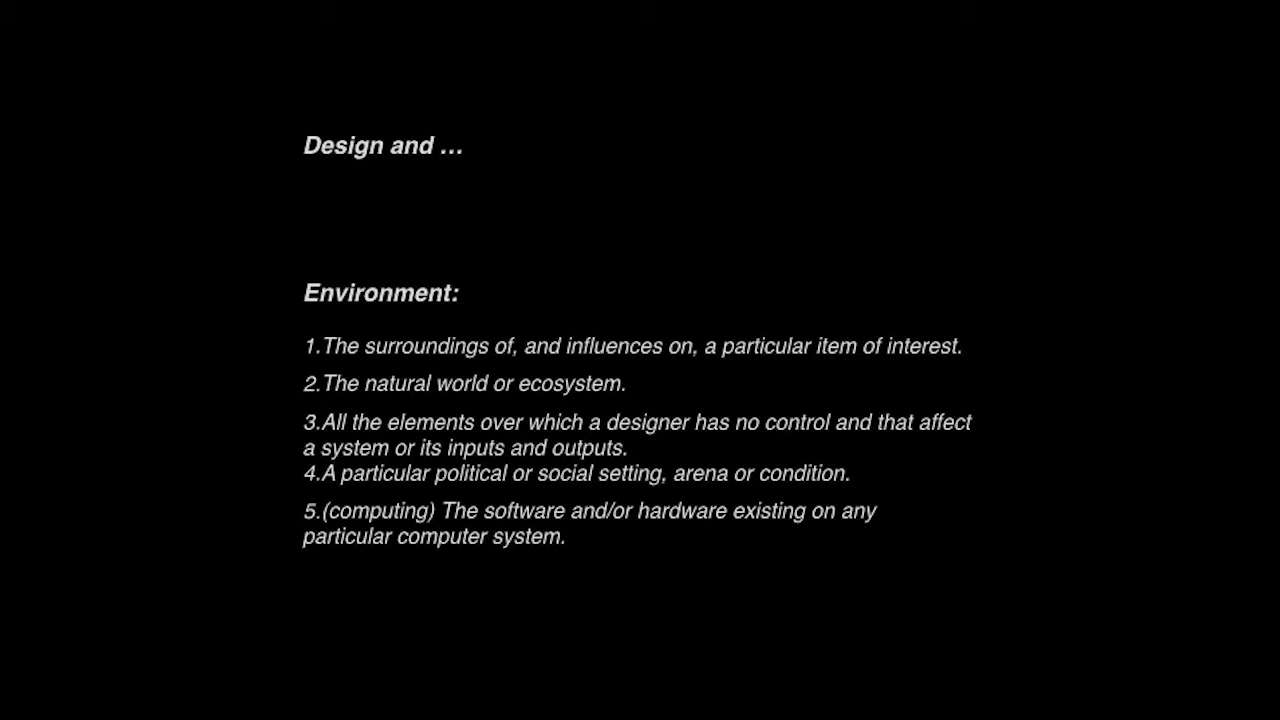 Design and …
Environment:
1.The surroundings of, and influences on, a particular item of interest.
2.The natural world or ecosystem.
3.All the elements over which a designer has no control and that affect
a system or its inputs and outputs.
4.A particular political or social setting, arena or condition.
5.(computing) The software and/or hardware existing on any
particular computer system.